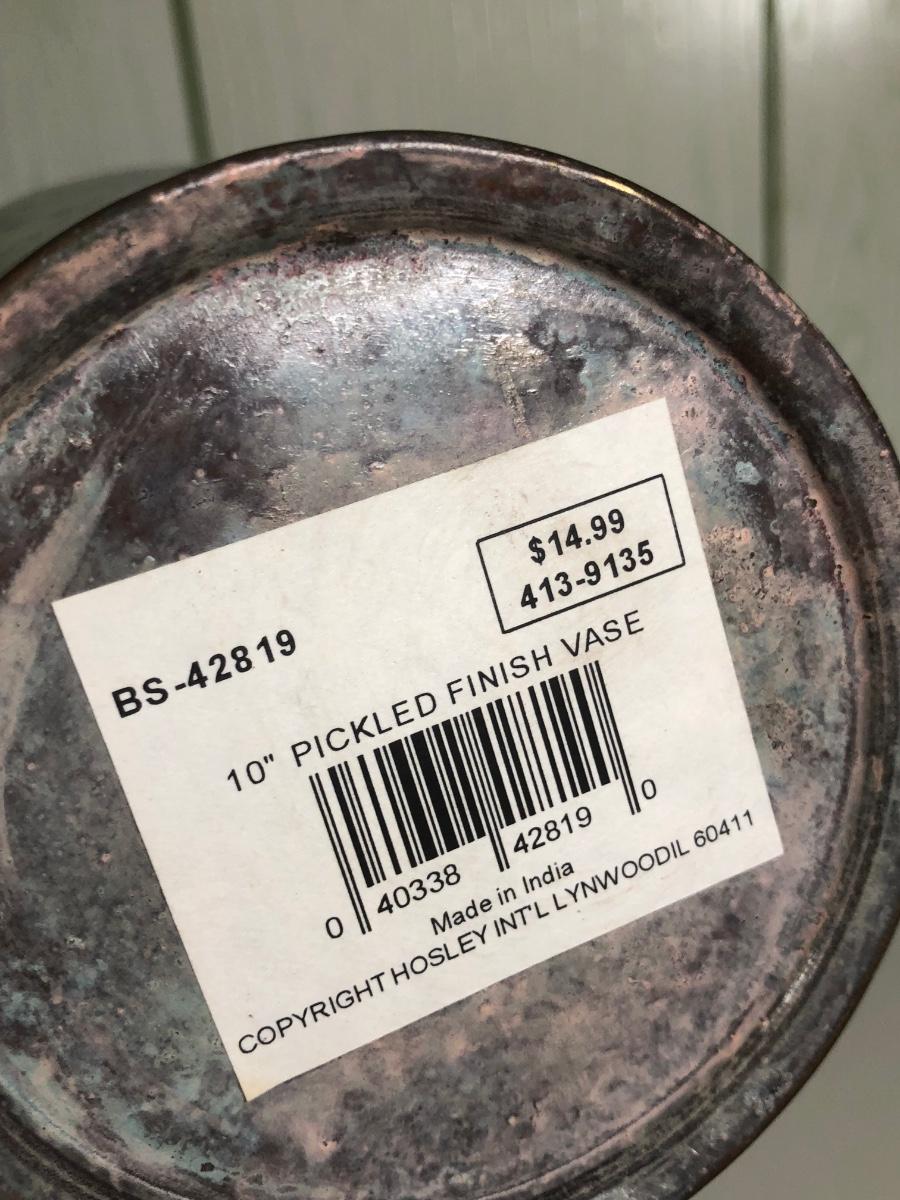 $14.99
413-9135
BS-42819
10" PICKLED FINISH VASE
0 40338 42819 0
Made in India
COPYRIGHT HOSLEY INT'L LYNWOODIL 60411